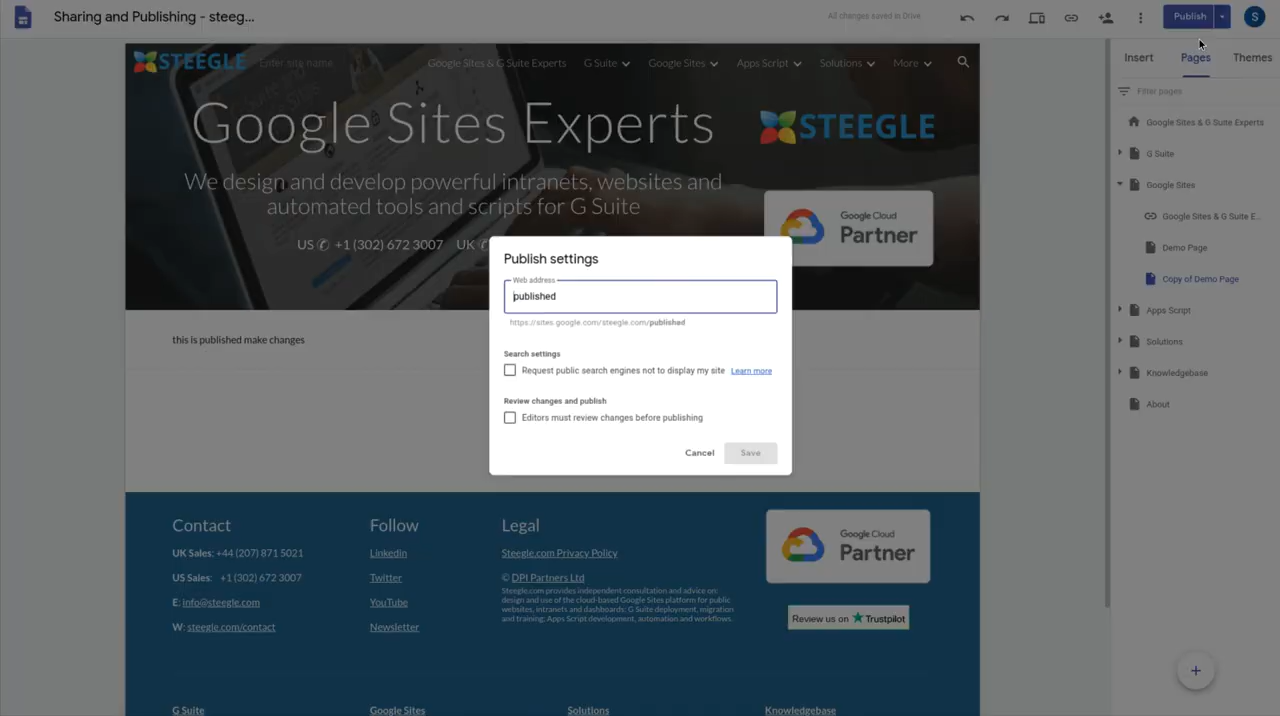 Sharing and Publishing - steeg...
All changes saved in Drive
Publish
S
STEEGLE
Enter site name
Google Sites & G Suite Experts
G Suite
Google Sites
Apps Script
Solutions
More
Google Sites Experts
STEEGLE
We design and develop powerful intranets, websites and
automated tools and scripts for G Suite
US ✆ +1 (302) 672 3007 UK ✆
Google Cloud
Partner
this is published make changes
Publish settings
Web address
published
https://sites.google.com/steegle.com/published
Search settings
Request public search engines not to display my site Learn more
Review changes and publish
Editors must review changes before publishing
Cancel
Save
Contact
UK Sales: +44 (207) 871 5021
US Sales: +1 (302) 672 3007
E: info@steegle.com
W: steegle.com/contact
Follow
Linkedin
Twitter
YouTube
Newsletter
Legal
Steegle.com Privacy Policy
© DPI Partners Ltd
Steegle.com provides independent consultation and advice on:
design and use of the cloud-based Google Sites platform for public
websites, intranets and dashboards; G Suite deployment, migration
and training; Apps Script development, automation and workflows.
Google Cloud
Partner
Review us on ★ Trustpilot
G Suite
Google Sites
Solutions
Knowledgebase
Insert
Pages
Themes
Filter pages
Google Sites & G Suite Experts
G Suite
Google Sites
Google Sites & G Suite E...
Demo Page
Copy of Demo Page
Apps Script
Solutions
Knowledgebase
About